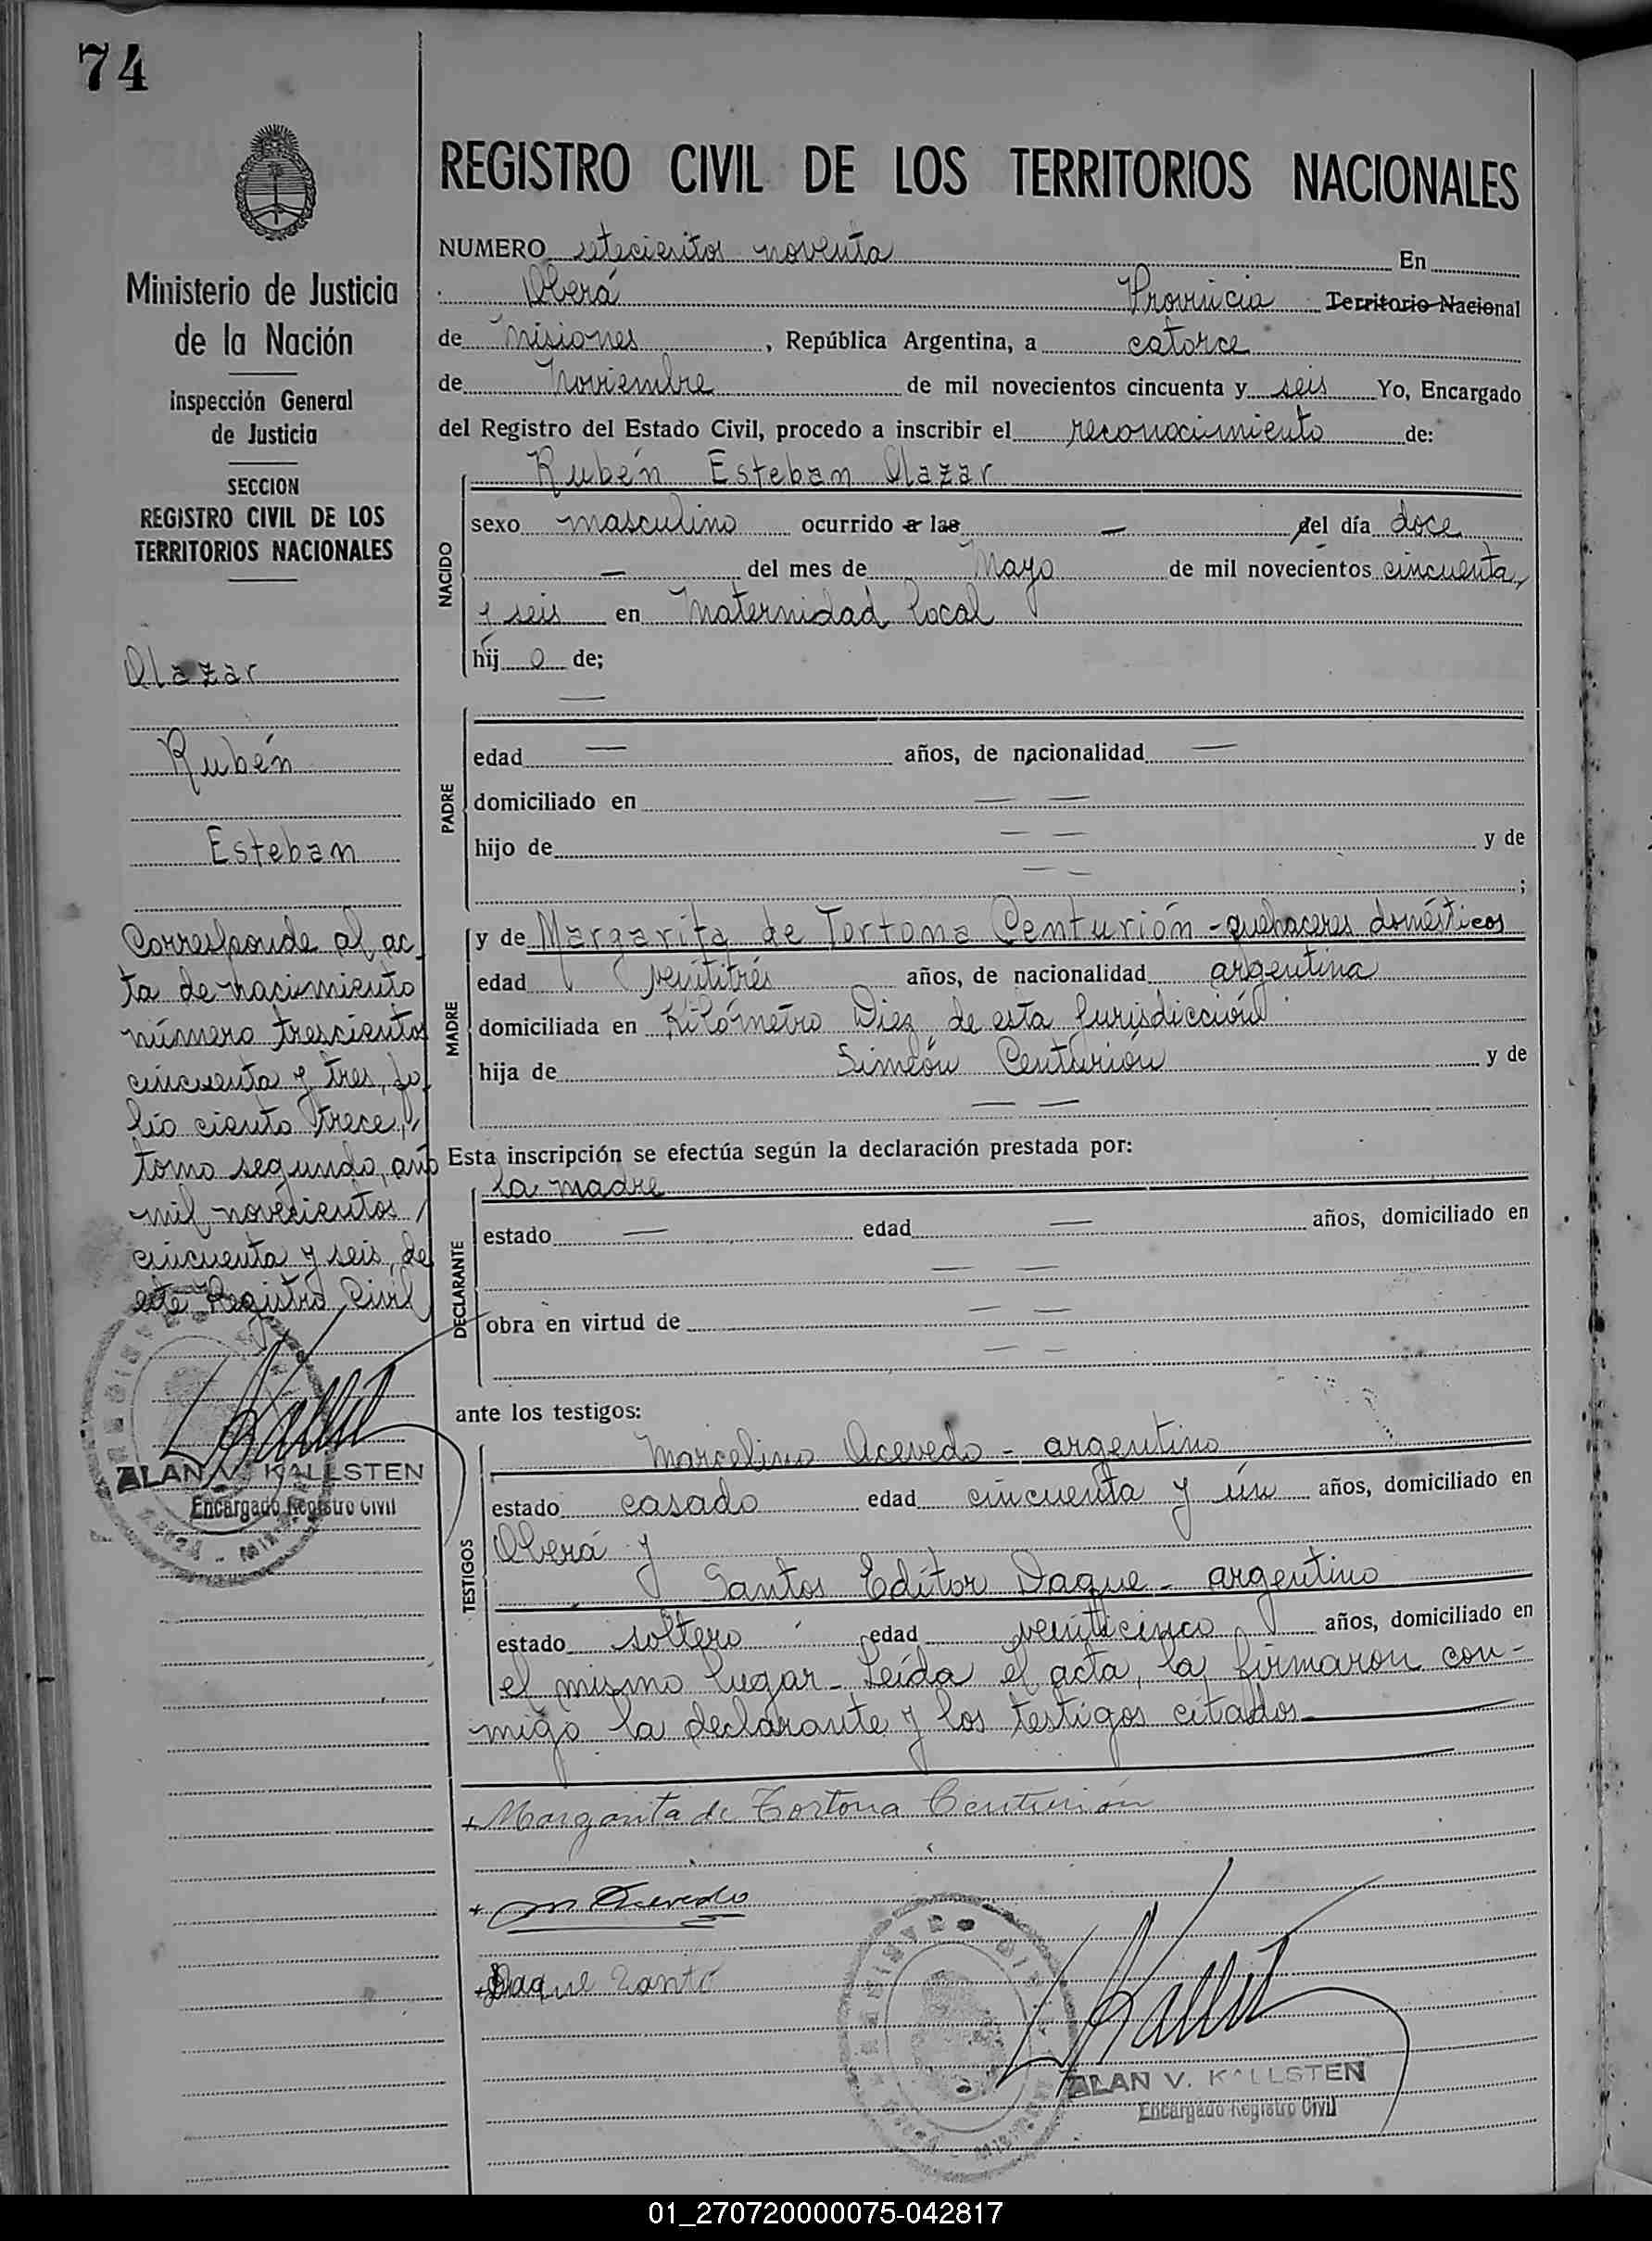 74
REGISTRO CIVIL DE LOS TERRITORIOS NACIONALES
Ministerio de Justicia
de la Nación
Inspección General
de Justicia
SECCION
REGISTRO CIVIL DE LOS
TERRITORIOS NACIONALES
Olazar
Rubén
Esteban
Corresponde al ac-
ta de nacimiento
número trescientos
cincuenta y tres, fo-
lio ciento trece,
tomo segundo, año
mil novecientos
cincuenta y seis, de
este Registro Civil
ALAN V. KALLSTEN
Encargado Registro Civil
NUMERO setecientos noventa En
Oberá Provincia Territorio Nacional
de Misiones, República Argentina, a catorce
de Noviembre de mil novecientos cincuenta y seis Yo, Encargado
del Registro del Estado Civil, procedo a inscribir el reconocimiento de:
NACIDO
Rubén Esteban Olazar
sexo masculino ocurrido a las — del día doce
— del mes de Mayo de mil novecientos cincuenta
y seis en Maternidad local
hij o de;
PADRE
—
edad — años, de nacionalidad —
domiciliado en — —
hijo de — — y de
— — ;
MADRE
y de Margarita de Tortona Centurión - quehaceres domésticos
edad veintitrés años, de nacionalidad argentina
domiciliada en Kilómetro Diez de esta Jurisdicción
hija de Simeón Centurión y de
— —
Esta inscripción se efectúa según la declaración prestada por:
DECLARANTE
la madre
estado — edad — años, domiciliado en
— —
obra en virtud de — —
— —
ante los testigos:
TESTIGOS
Marcelino Acevedo - argentino
estado casado edad cincuenta y ún años, domiciliado en
Oberá y
Santos Editor Daque - argentino
estado soltero edad veinticinco años, domiciliado en
el mismo lugar - Leída el acta, la firmaron con-
migo la declarante y los testigos citados
+ Margarita de Tortona Centurión
+ M Acevedo
+ Daque Santo
ALAN V. KALLSTEN
Encargado Registro Civil
01_270720000075-042817